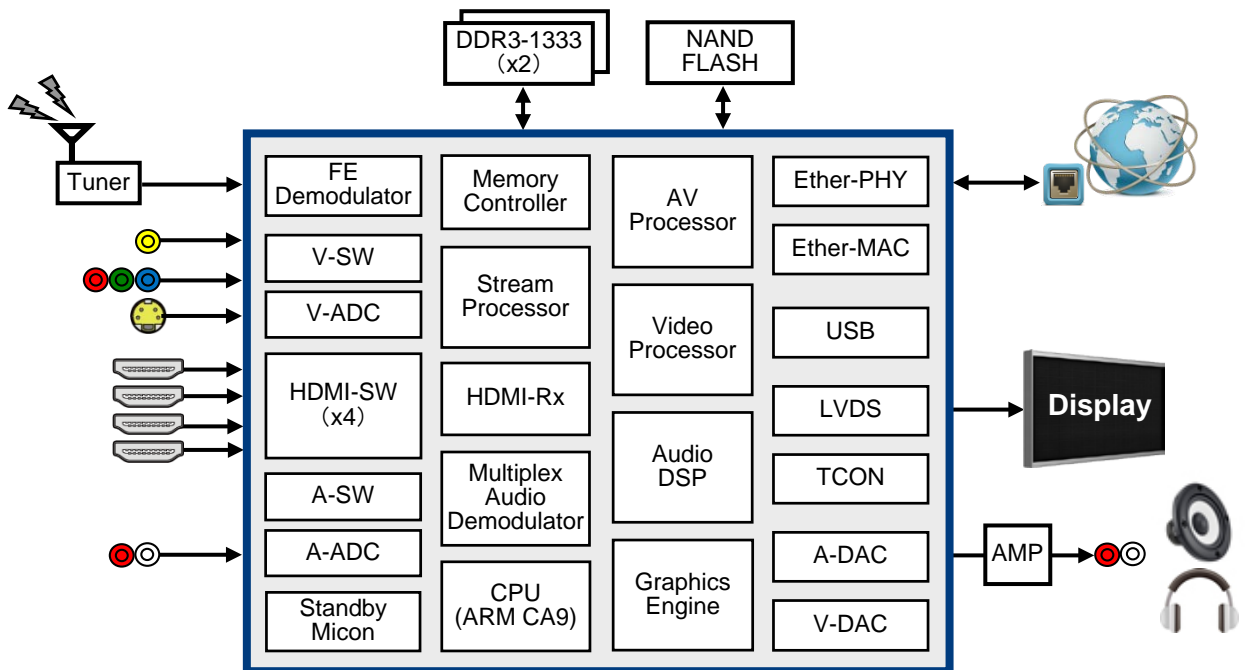 DDR3-1333
（x2）
NAND
FLASH
Tuner
FE
Demodulator
V-SW
V-ADC
HDMI-SW
（x4）
A-SW
A-ADC
Standby
Micon
Memory
Controller
Stream
Processor
HDMI-Rx
Multiplex
Audio
Demodulator
CPU
(ARM CA9)
AV
Processor
Video
Processor
Audio
DSP
Graphics
Engine
Ether-PHY
Ether-MAC
USB
LVDS
TCON
A-DAC
V-DAC
Display
AMP